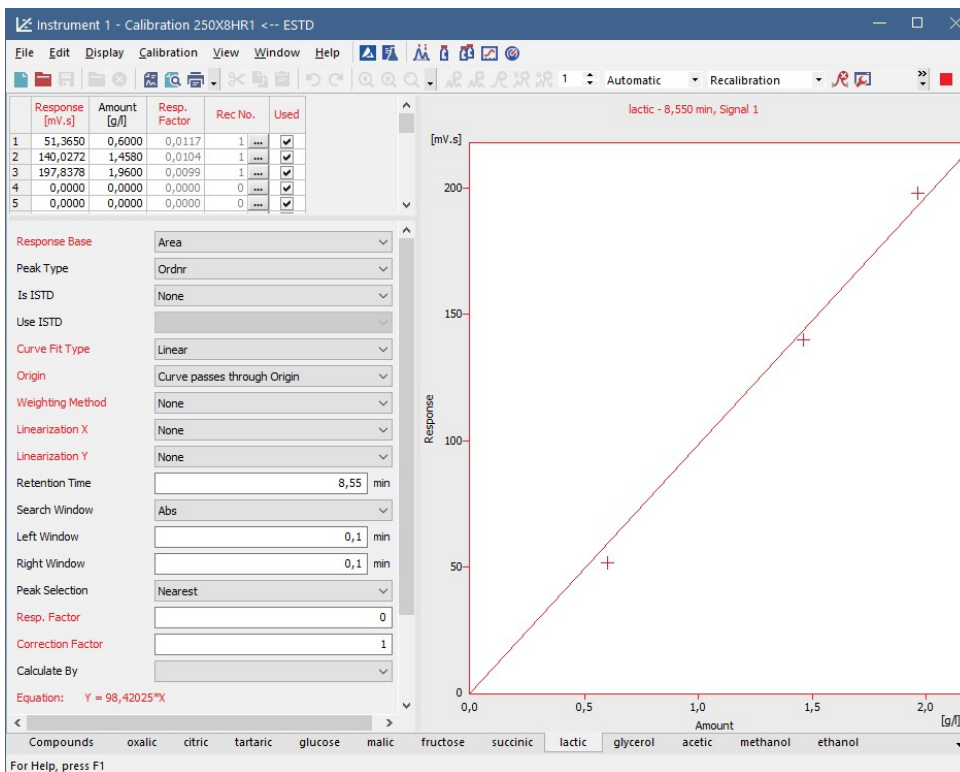 Instrument 1 - Calibration 250X8HR1 <-- ESTD
File Edit Display Calibration View Window Help
1 Automatic Recalibration
Response [mV.s] Amount [g/l] Resp. Factor Rec No. Used
1 51,3650 0,6000 0,0117 1 ...
2 140,0272 1,4580 0,0104 1 ...
3 197,8378 1,9600 0,0099 1 ...
4 0,0000 0,0000 0,0000 0 ...
5 0,0000 0,0000 0,0000 0 ...
Response Base Area
Peak Type Ordnr
Is ISTD None
Use ISTD
Curve Fit Type Linear
Origin Curve passes through Origin
Weighting Method None
Linearization X None
Linearization Y None
Retention Time 8,55 min
Search Window Abs
Left Window 0,1 min
Right Window 0,1 min
Peak Selection Nearest
Resp. Factor 0
Correction Factor 1
Calculate By
Equation: Y = 98,42025*X
lactic - 8,550 min, Signal 1
[mV.s]
200
150
Response
100
50
0
0,0 0,5 1,0 1,5 2,0
Amount [g/l]
Compounds oxalic citric tartaric glucose malic fructose succinic lactic glycerol acetic methanol ethanol
For Help, press F1